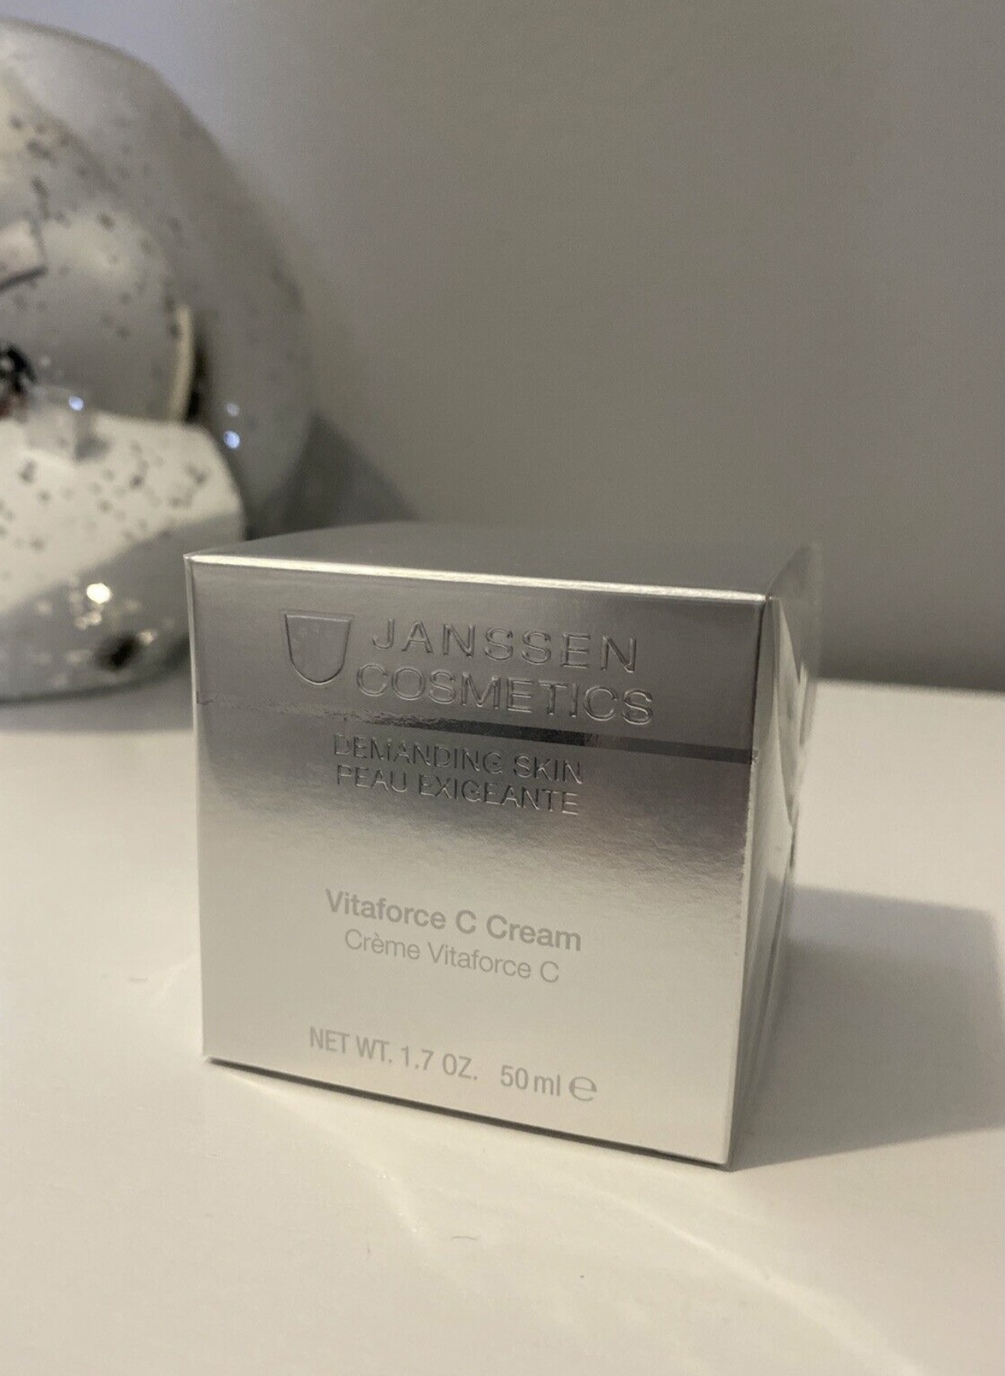 JANSSEN
COSMETICS
DEMANDING SKIN
PEAU EXIGEANTE
Vitaforce C Cream
Crème Vitaforce C
NET WT. 1.7 OZ. 50 ml ℮